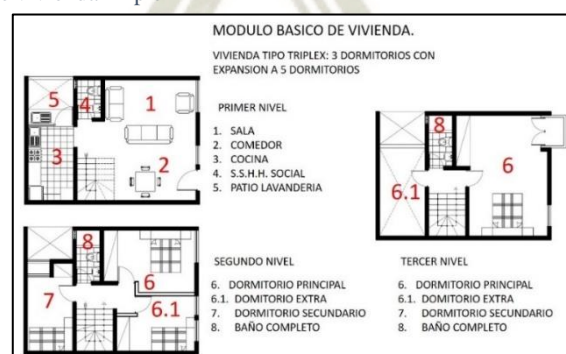 MODULO BASICO DE VIVIENDA.
VIVIENDA TIPO TRIPLEX: 3 DORMITORIOS CON
EXPANSION A 5 DORMITORIOS
PRIMER NIVEL
1. SALA
2. COMEDOR
3. COCINA
4. S.S.H.H. SOCIAL
5. PATIO LAVANDERIA
5
4
1
3
2
8
6
6.1
8
7
6
6.1
SEGUNDO NIVEL
6. DORMITORIO PRINCIPAL
6.1. DOMITORIO EXTRA
7. DORMITORIO SECUNDARIO
8. BAÑO COMPLETO
TERCER NIVEL
6. DORMITORIO PRINCIPAL
6.1 DOMITORIO EXTRA
7. DORMITORIO SECUNDARIO
8. BAÑO COMPLETO